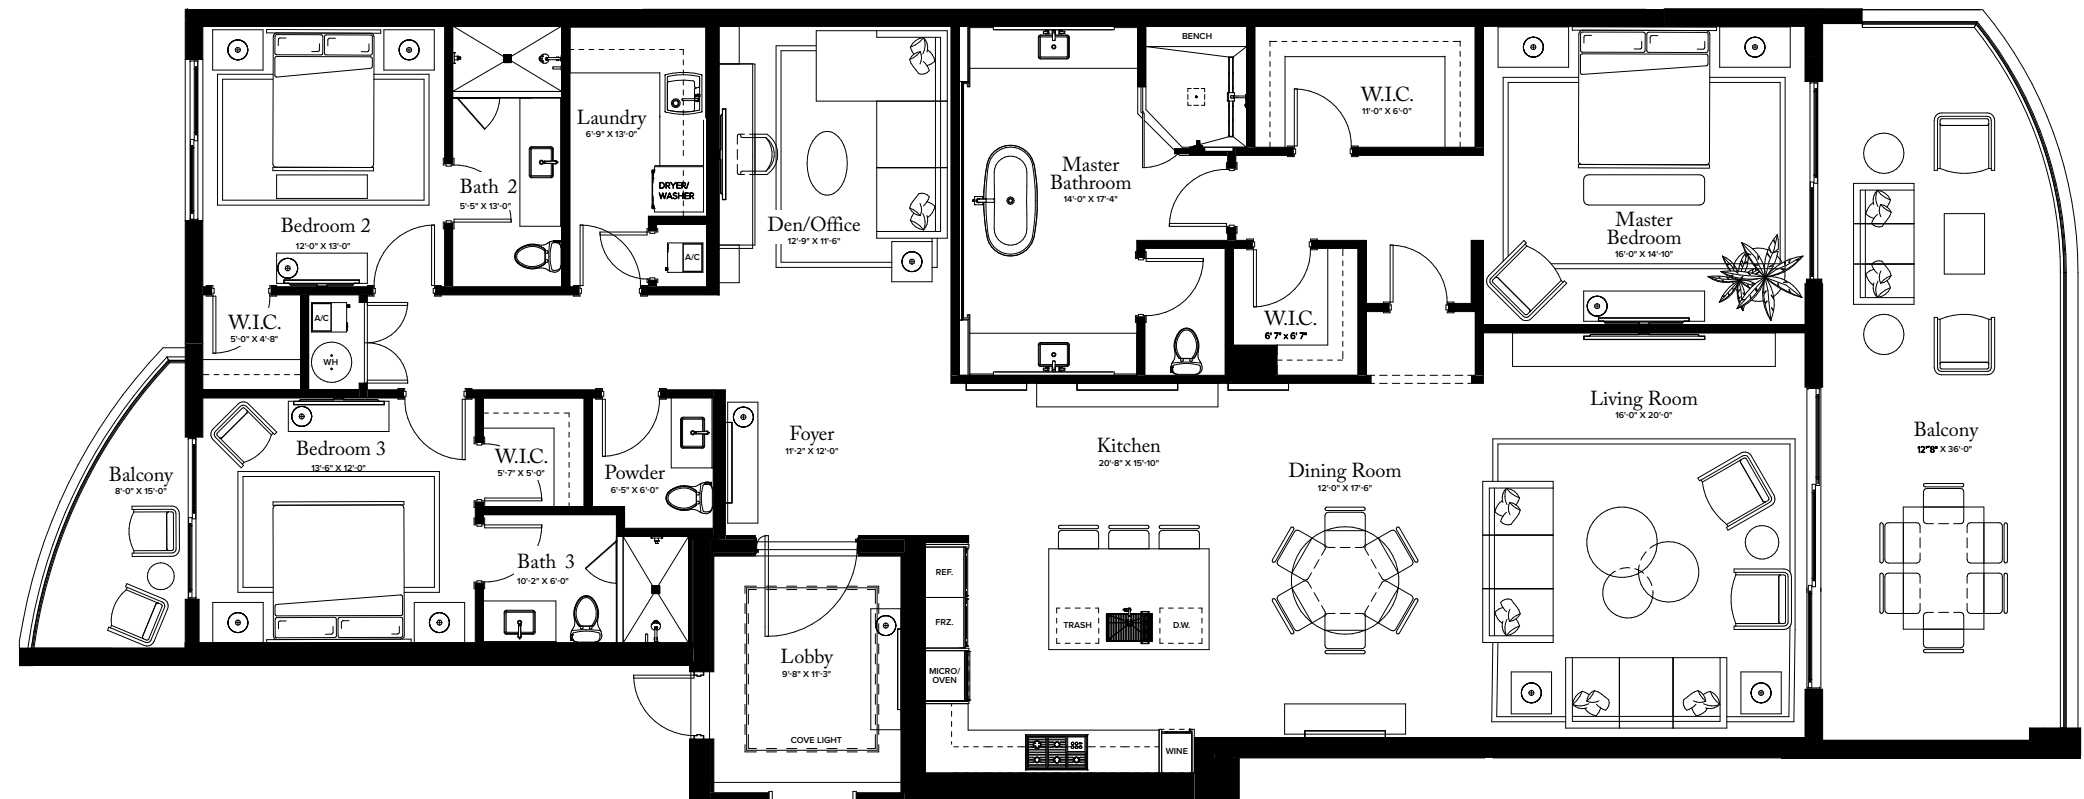 BENCH
W.I.C.
11'-0" X 6'-0"
Laundry
6'-9" X 13'-0"
DRYER/
WASHER
A/C
Bath 2
5'-5" X 13'-0"
Bedroom 2
12'-0" X 13'-0"
Den/Office
12'-9" X 11'-6"
Master
Bathroom
14'-0" X 17'-4"
Master
Bedroom
16'-0" X 14'-10"
W.I.C.
5'-0" X 4'-8"
A/C
WH
W.I.C.
6' 7" x 6' 7"
Living Room
16'-0" X 20'-0"
Balcony
12'8" X 36'-0"
Foyer
11'-2" X 12'-0"
Kitchen
20'-8" X 15'-10"
Dining Room
12'-0" X 17'-6"
Bedroom 3
13'-6" X 12'-0"
W.I.C.
5'-7" X 5'-0"
Powder
6'-5" X 6'-0"
Balcony
8'-0" X 15'-0"
Bath 3
10'-2" X 6'-0"
REF.
FRZ.
MICRO/
OVEN
TRASH
D.W.
Lobby
9'-8" X 11'-3"
COVE LIGHT
WINE